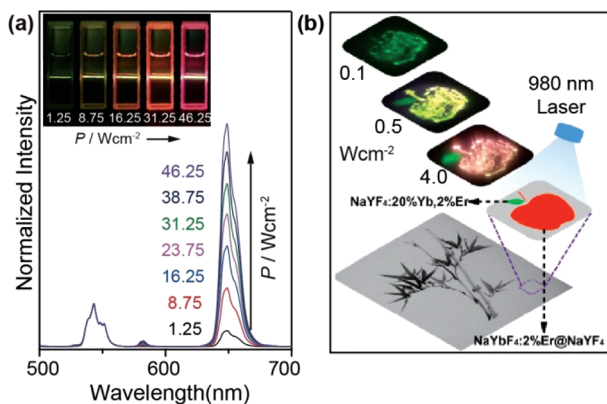 (a)
1.25 8.75 16.25 31.25 46.25
P / Wcm-2
Normalized Intensity
46.25
38.75
31.25
23.75
16.25
8.75
1.25
P / Wcm-2
500 600 700
Wavelength(nm)
(b)
0.1
0.5
Wcm-2
4.0
980 nm
Laser
NaYF4:20%Yb,2%Er
NaYbF4:2%Er@NaYF4